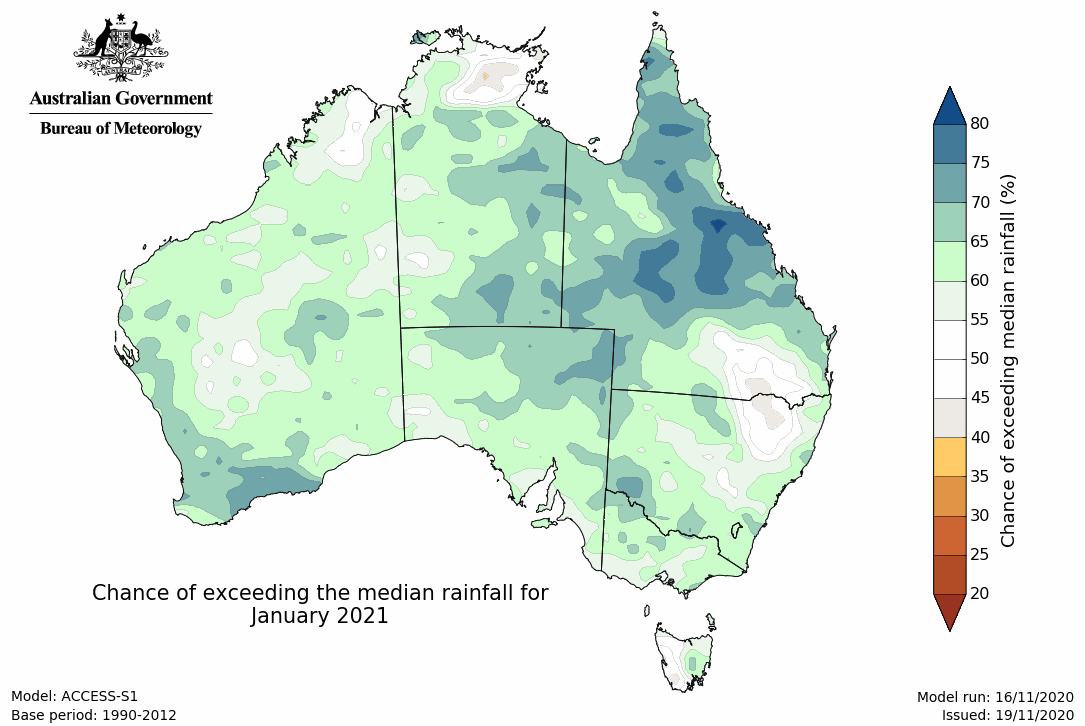 Australian Government
Bureau of Meteorology
80
75
70
65
60
55
50
45
40
35
30
25
20
Chance of exceeding median rainfall (%)
Chance of exceeding the median rainfall for
January 2021
Model: ACCESS-S1
Base period: 1990-2012
Model run: 16/11/2020
Issued: 19/11/2020